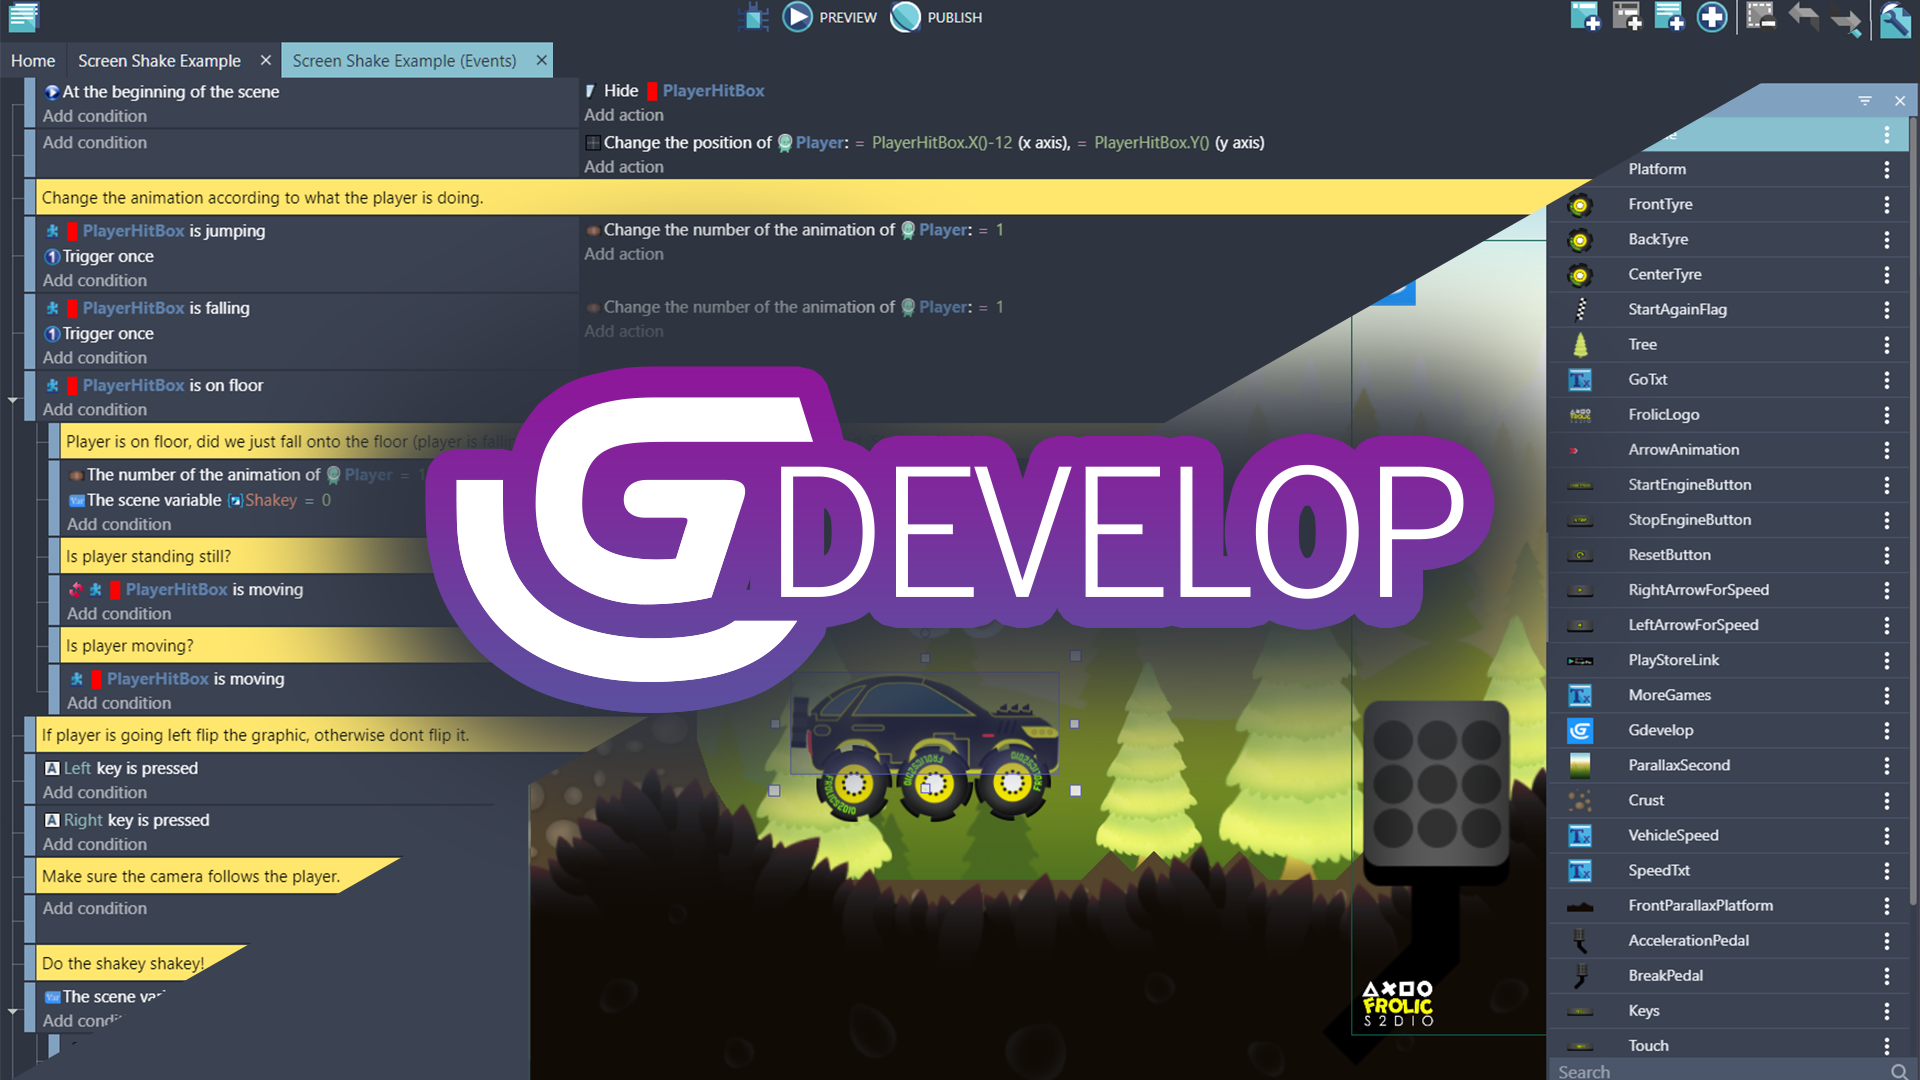 PREVIEW
PUBLISH
Home
Screen Shake Example
Screen Shake Example (Events)
At the beginning of the scene
Add condition
Hide PlayerHitBox
Add action
Add condition
Change the position of Player: = PlayerHitBox.X()-12 (x axis), = PlayerHitBox.Y() (y axis)
Add action
Change the animation according to what the player is doing.
PlayerHitBox is jumping
Trigger once
Add condition
Change the number of the animation of Player: = 1
Add action
PlayerHitBox is falling
Trigger once
Add condition
Change the number of the animation of Player: = 1
Add action
PlayerHitBox is on floor
Add condition
Player is on floor, did we just fall onto the floor (player is
The number of the animation of Player = 1
The scene variable Shakey = 0
Add condition
Is player standing still?
PlayerHitBox is moving
Add condition
Is player moving?
PlayerHitBox is moving
Add condition
If player is going left flip the graphic, otherwise dont flip it.
Left key is pressed
Add condition
Right key is pressed
Add condition
Make sure the camera follows the player.
Add condition
Do the shakey shakey!
The scene
Add
GDEVELOP
FROLICS2DIO
FROLICS2DIO
FROLICS2DIO
FROLIC
S2DIO
Platform
FrontTyre
BackTyre
CenterTyre
StartAgainFlag
Tree
GoTxt
FrolicLogo
ArrowAnimation
StartEngineButton
StopEngineButton
ResetButton
RightArrowForSpeed
LeftArrowForSpeed
PlayStoreLink
MoreGames
Gdevelop
ParallaxSecond
Crust
VehicleSpeed
SpeedTxt
FrontParallaxPlatform
AccelerationPedal
BreakPedal
Keys
Touch
Search